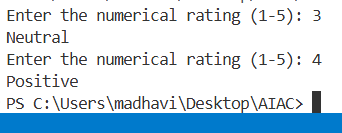 Enter the numerical rating (1-5): 3
Neutral
Enter the numerical rating (1-5): 4
Positive
PS C:\Users\madhavi\Desktop\AIAC>